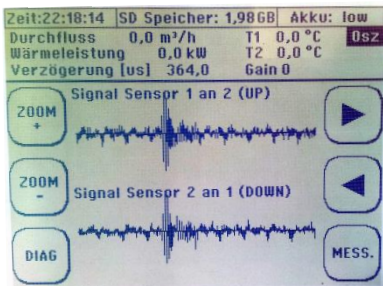 Zeit:22:18:14 SD Speicher: 1,98GB Akku: low
Durchfluss 0,0 m³/h T1 0,0 °C Osz
Wärmeleistung 0,0 kW T2 0,0 °C
Verzögerung [us] 364,0 Gain 0
Signal Sensor 1 an 2 (UP)
ZOOM
+
ZOOM
-
Signal Sensor 2 an 1 (DOWN)
DIAG
MESS.